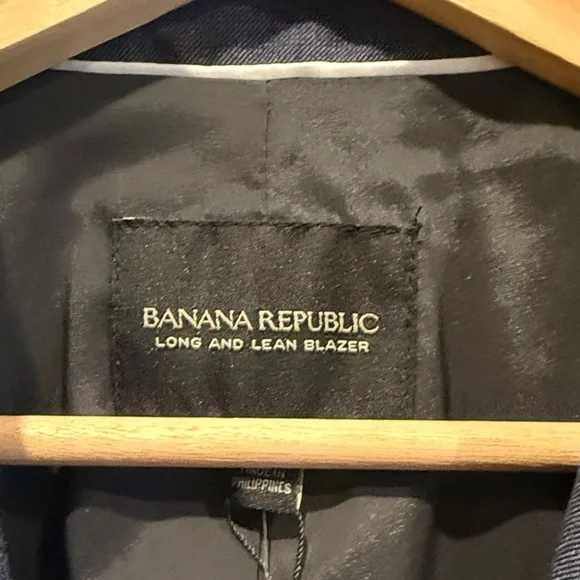 BANANA REPUBLIC
LONG AND LEAN BLAZER
MADE IN
PHILIPPINES